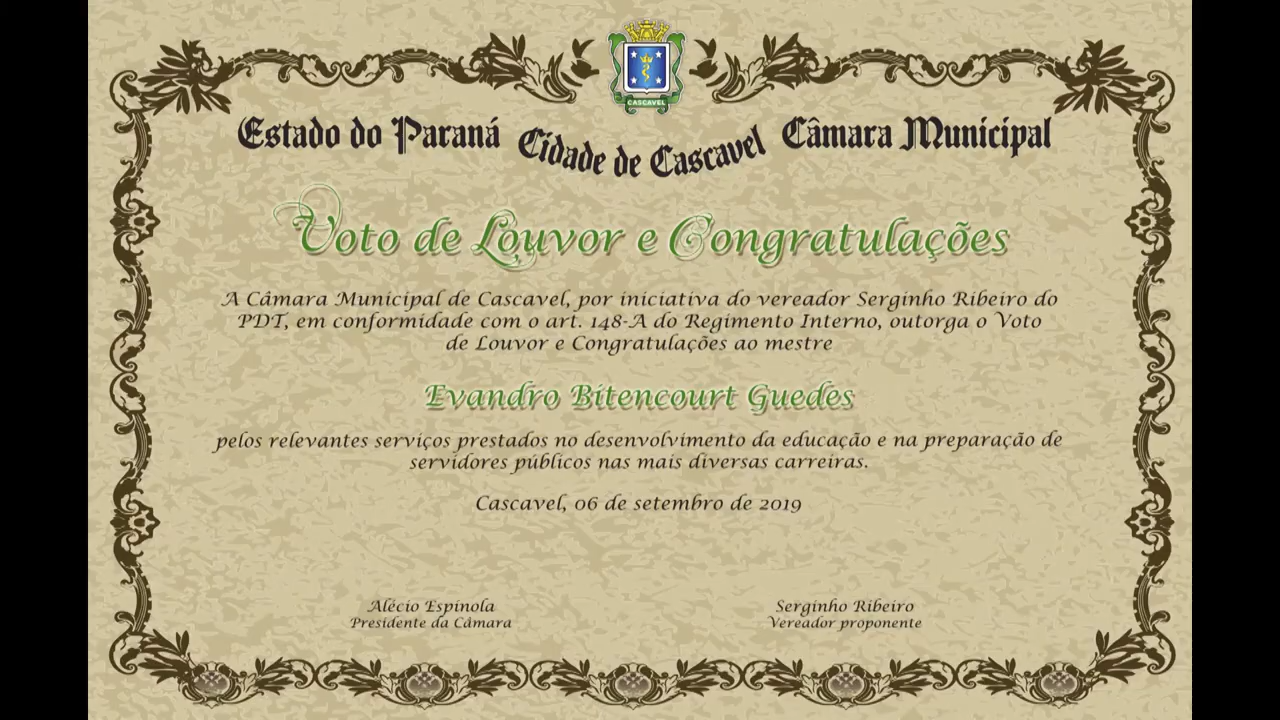 CASCAVEL
Estado do Paraná Cidade de Cascavel Câmara Municipal
Voto de Louvor e Congratulações
A Câmara Municipal de Cascavel, por iniciativa do vereador Serginho Ribeiro do
PDT, em conformidade com o art. 148-A do Regimento Interno, outorga o Voto
de Louvor e Congratulações ao mestre
Evandro Bitencourt Guedes
pelos relevantes serviços prestados no desenvolvimento da educação e na preparação de
servidores públicos nas mais diversas carreiras.
Cascavel, 06 de setembro de 2019
Alécio Espínola
Presidente da Câmara
Serginho Ribeiro
Vereador proponente